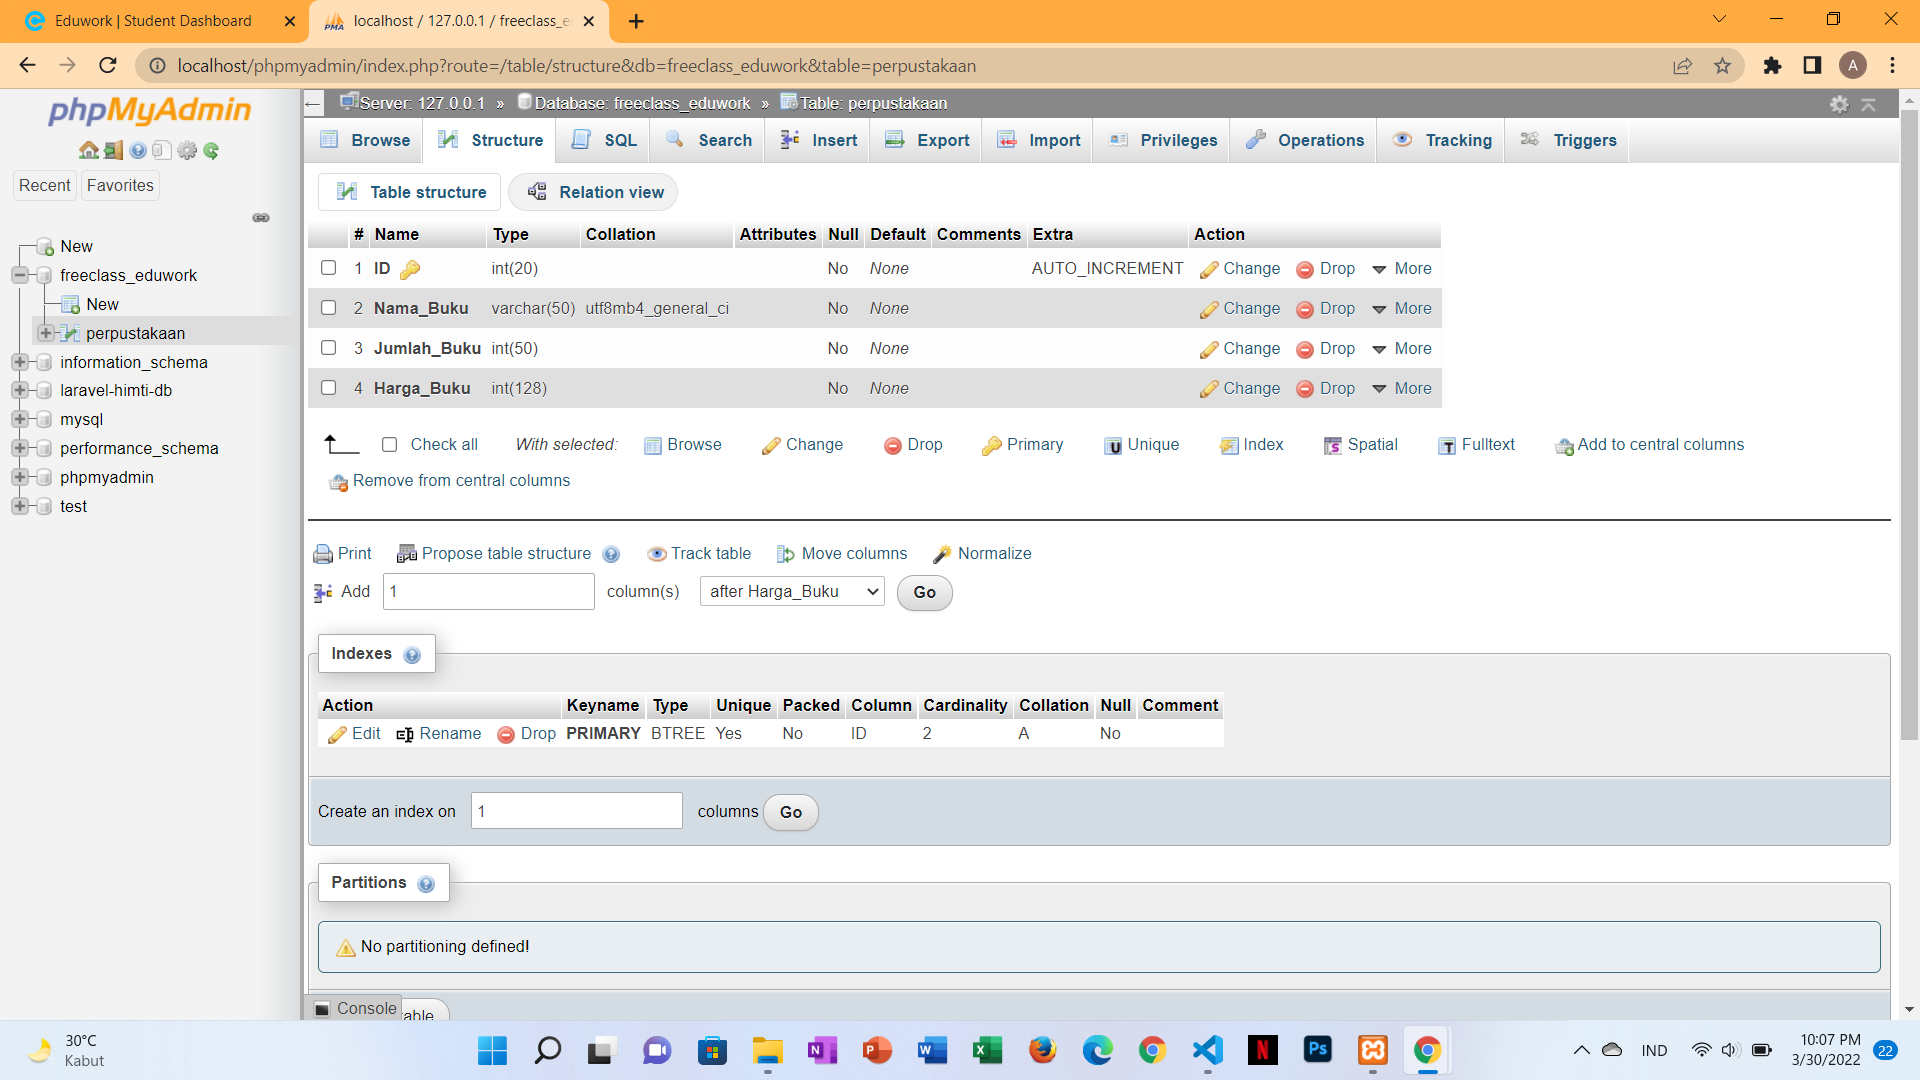 Eduwork | Student Dashboard
localhost / 127.0.0.1 / freeclass_e
localhost/phpmyadmin/index.php?route=/table/structure&db=freeclass_eduwork&table=perpustakaan
A
phpMyAdmin
Recent Favorites
New
freeclass_eduwork
New
perpustakaan
information_schema
laravel-himti-db
mysql
performance_schema
phpmyadmin
test
Server: 127.0.0.1 » Database: freeclass_eduwork » Table: perpustakaan
Browse Structure SQL Search Insert Export Import Privileges Operations Tracking Triggers
Table structure Relation view
# Name Type Collation Attributes Null Default Comments Extra Action
1 ID int(20) No None AUTO_INCREMENT Change Drop More
2 Nama_Buku varchar(50) utf8mb4_general_ci No None Change Drop More
3 Jumlah_Buku int(50) No None Change Drop More
4 Harga_Buku int(128) No None Change Drop More
Check all With selected: Browse Change Drop Primary Unique Index Spatial Fulltext Add to central columns
Remove from central columns
Print Propose table structure Track table Move columns Normalize
Add 1 column(s) after Harga_Buku Go
Indexes
Action Keyname Type Unique Packed Column Cardinality Collation Null Comment
Edit Rename Drop PRIMARY BTREE Yes No ID 2 A No
Create an index on 1 columns Go
Partitions
No partitioning defined!
Console able
30°C
Kabut
IND
10:07 PM
3/30/2022
22